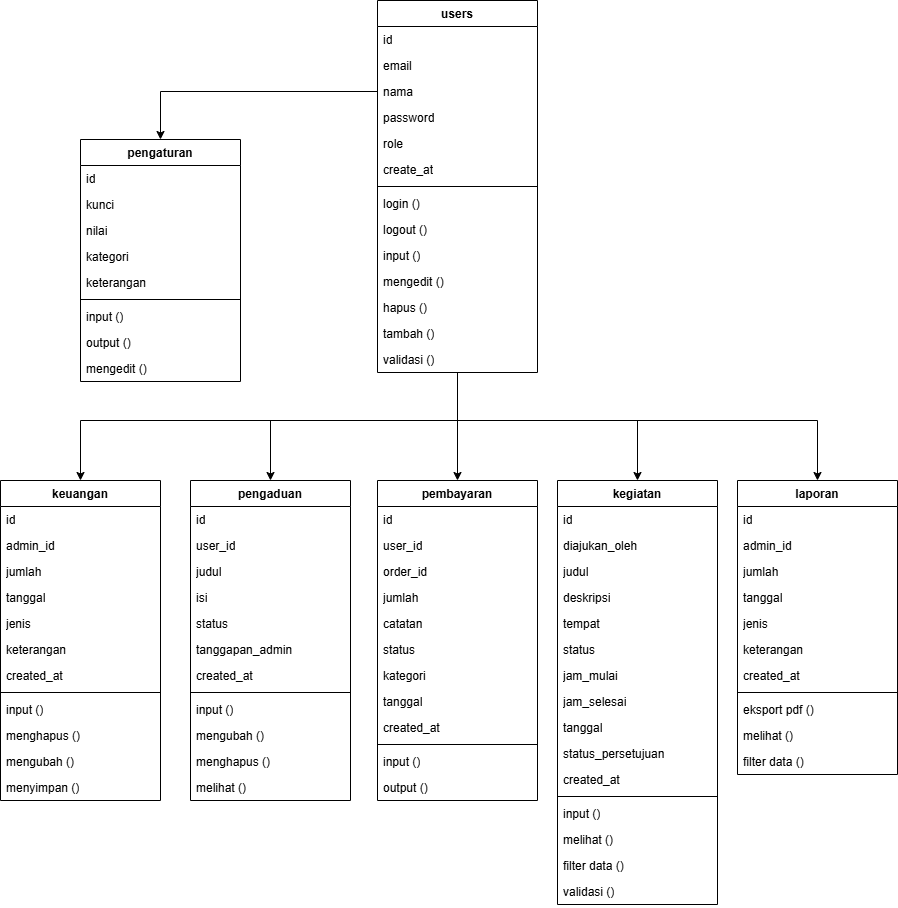 users
id
email
nama
password
role
create_at
login ()
logout ()
input ()
mengedit ()
hapus ()
tambah ()
validasi ()
pengaturan
id
kunci
nilai
kategori
keterangan
input ()
output ()
mengedit ()
keuangan
id
admin_id
jumlah
tanggal
jenis
keterangan
created_at
input ()
menghapus ()
mengubah ()
menyimpan ()
pengaduan
id
user_id
judul
isi
status
tanggapan_admin
created_at
input ()
mengubah ()
menghapus ()
melihat ()
pembayaran
id
user_id
order_id
jumlah
catatan
status
kategori
tanggal
created_at
input ()
output ()
kegiatan
id
diajukan_oleh
judul
deskripsi
tempat
status
jam_mulai
jam_selesai
tanggal
status_persetujuan
created_at
input ()
melihat ()
filter data ()
validasi ()
laporan
id
admin_id
jumlah
tanggal
jenis
keterangan
created_at
eksport pdf ()
melihat ()
filter data ()